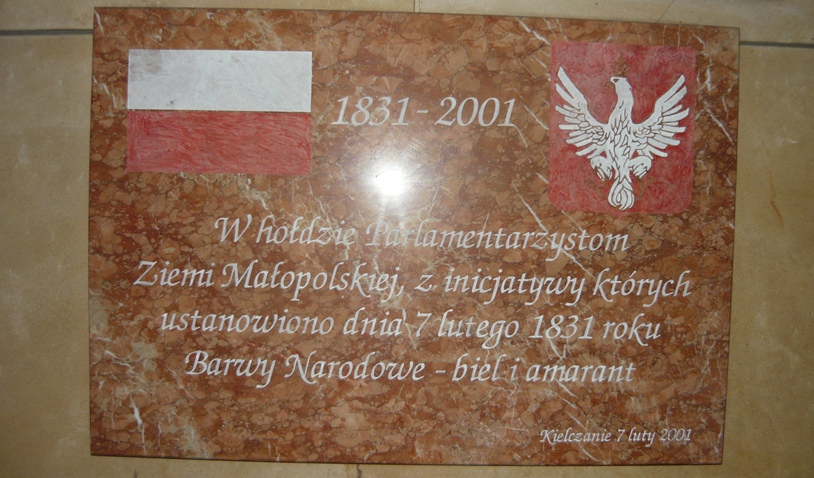 1831 - 2001
W hołdzie Parlamentarzystom
Ziemi Małopolskiej, z inicjatywy których
ustanowiono dnia 7 lutego 1831 roku
Barwy Narodowe - biel i amarant
Kielczanie 7 luty 2001